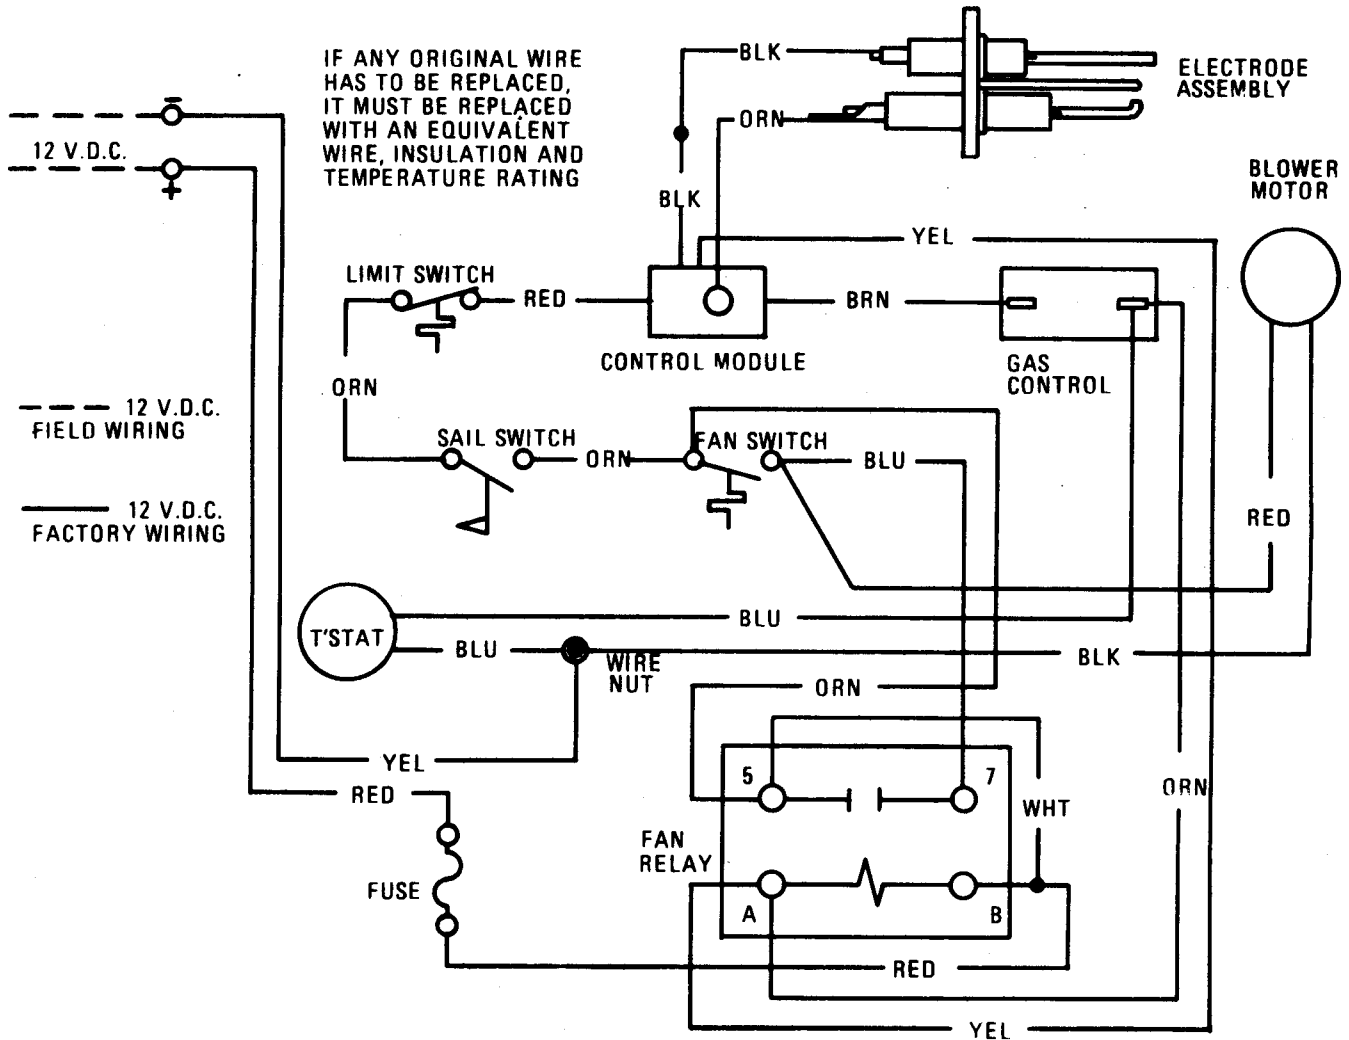 IF ANY ORIGINAL WIRE
HAS TO BE REPLACED,
IT MUST BE REPLACED
WITH AN EQUIVALENT
WIRE, INSULATION AND
TEMPERATURE RATING
BLK
ELECTRODE
ASSEMBLY
ORN
-
12 V.D.C.
+
BLK
BLOWER
MOTOR
YEL
LIMIT SWITCH
RED
BRN
CONTROL MODULE
GAS
CONTROL
ORN
12 V.D.C.
FIELD WIRING
SAIL SWITCH
ORN
FAN SWITCH
BLU
12 V.D.C.
FACTORY WIRING
RED
T'STAT
BLU
BLU
WIRE
NUT
BLK
ORN
YEL
RED
5
7
ORN
WHT
FAN
RELAY
FUSE
A
B
RED
YEL